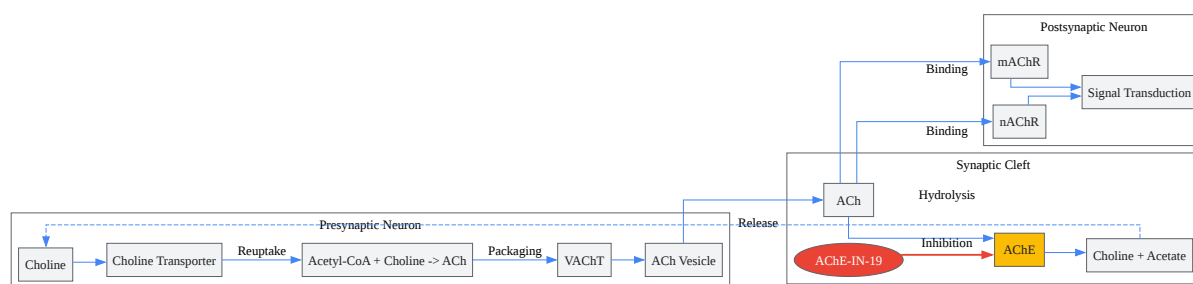 Postsynaptic Neuron
mAChR
Binding
Signal Transduction
nAChR
Binding
Synaptic Cleft
ACh
Hydrolysis
Presynaptic Neuron
Release
Inhibition
AChE
Choline + Acetate
AChE-IN-19
Choline
Choline Transporter
Reuptake
Acetyl-CoA + Choline -> ACh
Packaging
VAChT
ACh Vesicle